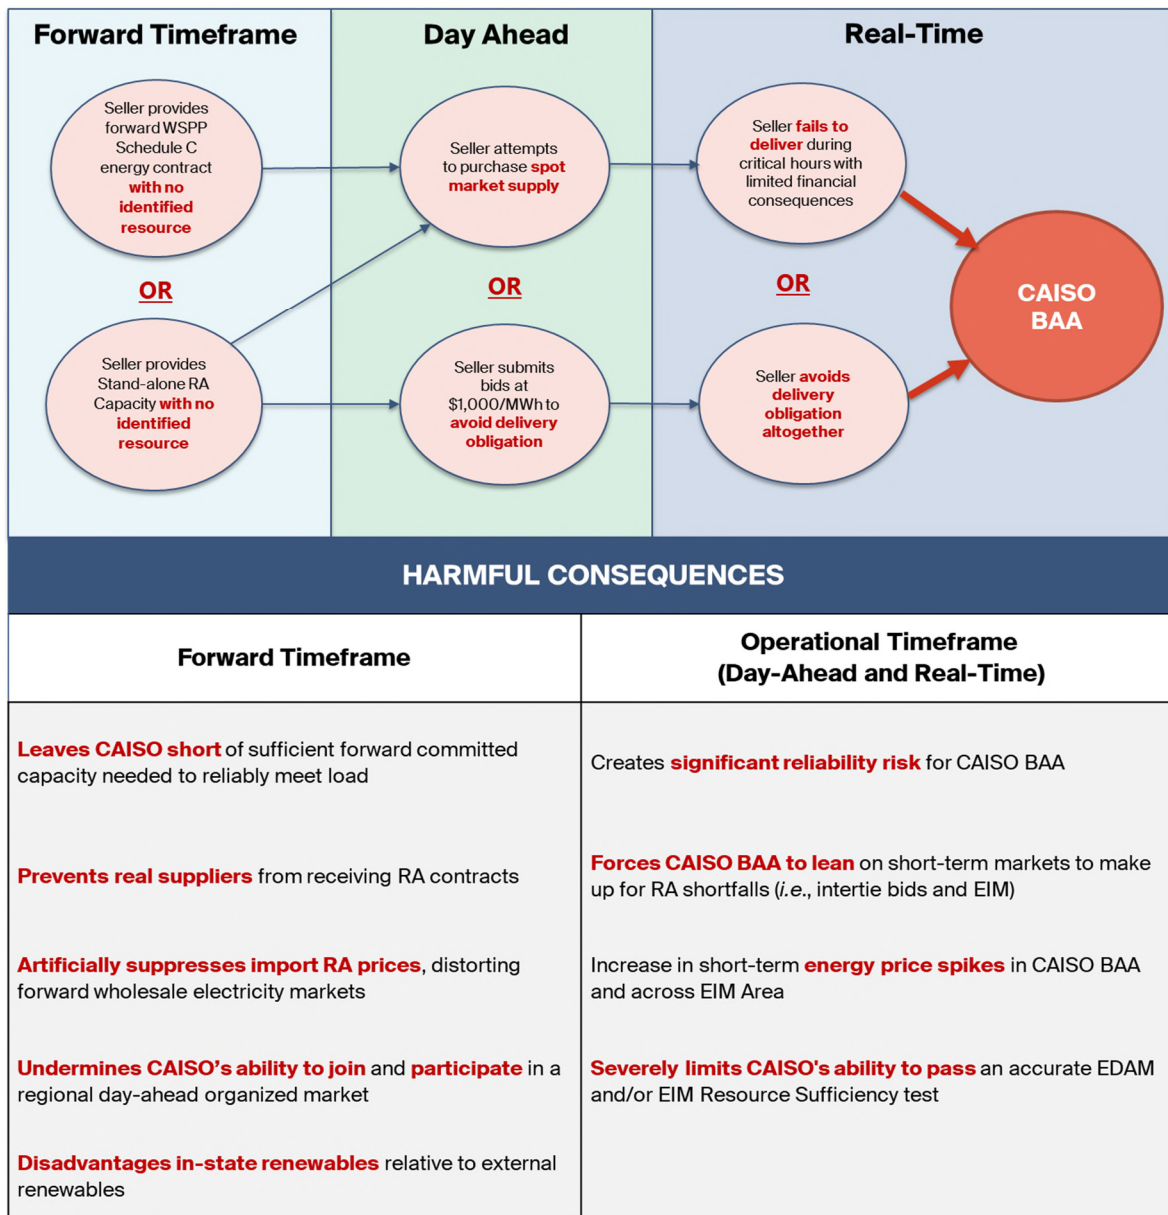 Forward Timeframe
Day Ahead
Real-Time
Seller provides
forward WSPP
Schedule C
energy contract
with no
identified
resource
Seller attempts
to purchase spot
market supply
Seller fails to
deliver during
critical hours with
limited financial
consequences
OR
OR
OR
CAISO
BAA
Seller provides
Stand-alone RA
Capacity with no
identified
resource
Seller submits
bids at
$1,000/MWh to
avoid delivery
obligation
Seller avoids
delivery
obligation
altogether
HARMFUL CONSEQUENCES
Forward Timeframe
Operational Timeframe
(Day-Ahead and Real-Time)
Leaves CAISO short of sufficient forward committed
capacity needed to reliably meet load
Creates significant reliability risk for CAISO BAA
Prevents real suppliers from receiving RA contracts
Forces CAISO BAA to lean on short-term markets to make
up for RA shortfalls (i.e., intertie bids and EIM)
Artificially suppresses import RA prices, distorting
forward wholesale electricity markets
Increase in short-term energy price spikes in CAISO BAA
and across EIM Area
Undermines CAISO's ability to join and participate in a
regional day-ahead organized market
Severely limits CAISO's ability to pass an accurate EDAM
and/or EIM Resource Sufficiency test
Disadvantages in-state renewables relative to external
renewables